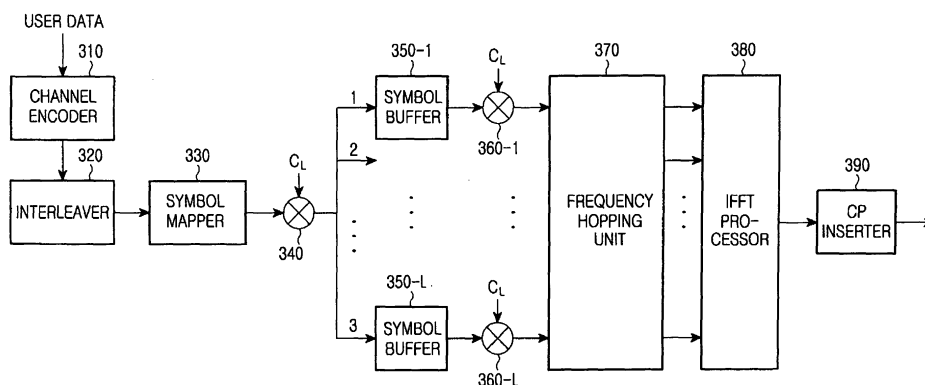 USER DATA
310
CHANNEL
ENCODER
320
INTERLEAVER
330
SYMBOL
MAPPER
CL
340
1
2
3
350-1
SYMBOL
BUFFER
CL
360-1
350-L
SYMBOL
BUFFER
CL
360-L
370
FREQUENCY
HOPPING
UNIT
380
IFFT
PRO-
CESSOR
390
CP
INSERTER